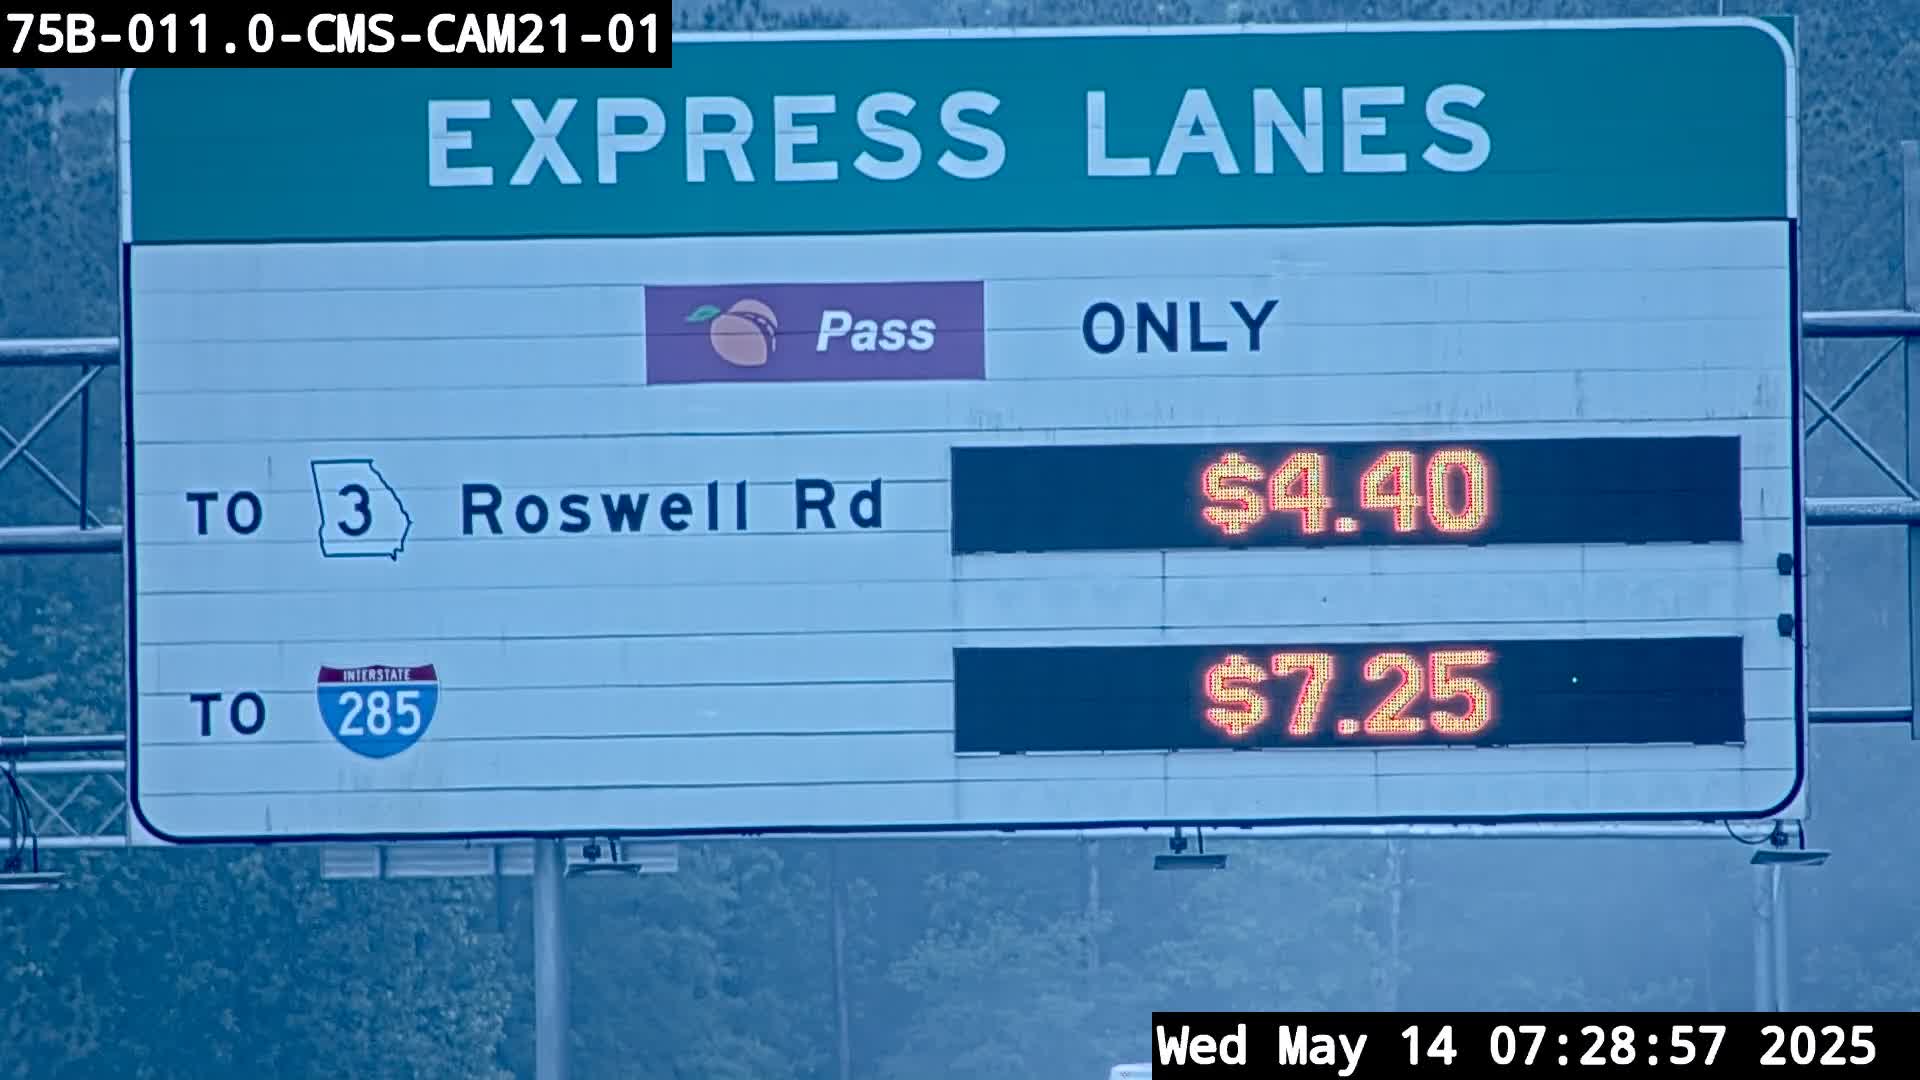 75B-011.0-CMS-CAM21-01
EXPRESS LANES
Pass ONLY
TO 3 Roswell Rd $4.40
INTERSTATE
TO 285 $7.25
Wed May 14 07:28:57 2025